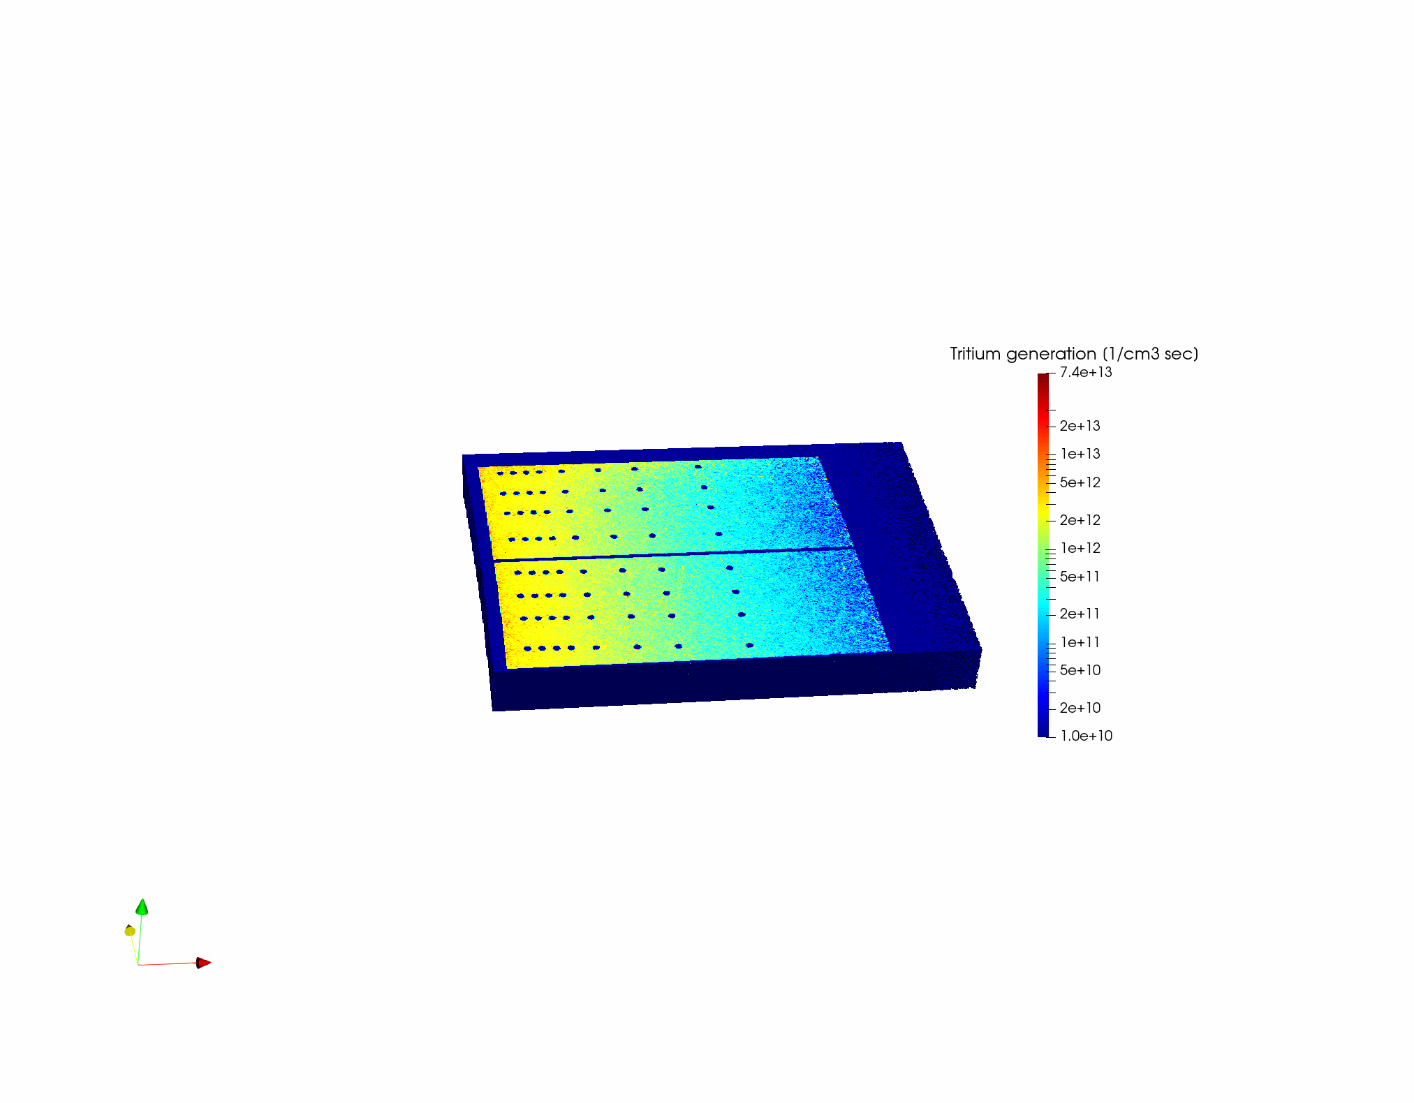 Tritium generation (1/cm3 sec)
7.4e+13
2e+13
1e+13
5e+12
2e+12
1e+12
5e+11
2e+11
1e+11
5e+10
2e+10
1.0e+10